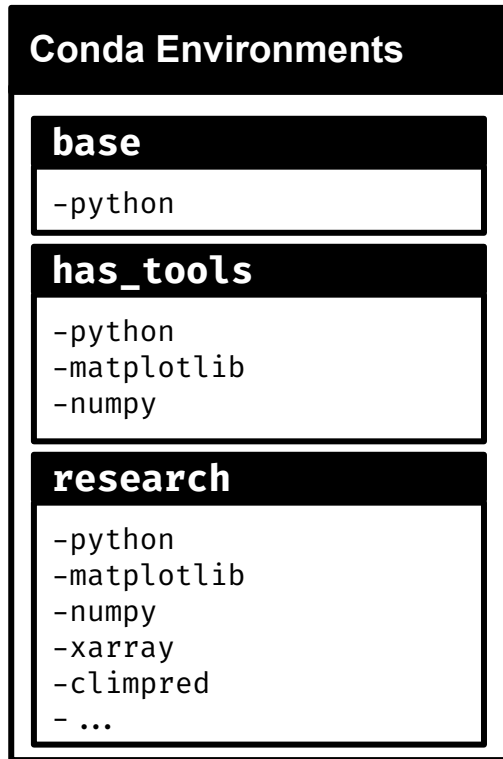 Conda Environments
base
-python
has_tools
-python
-matplotlib
-numpy
research
-python
-matplotlib
-numpy
-xarray
-climpred
- ...